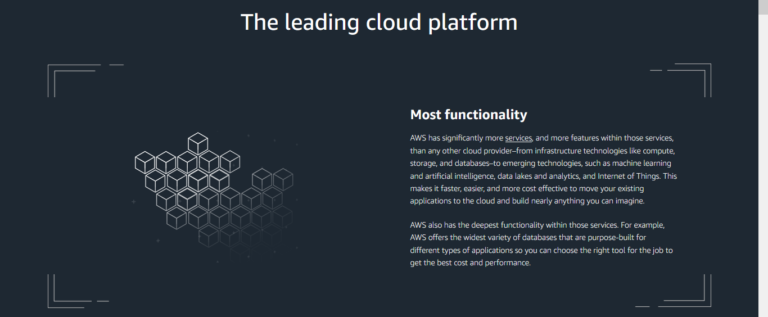 The leading cloud platform
Most functionality
AWS has significantly more services, and more features within those services,
than any other cloud provider–from infrastructure technologies like compute,
storage, and databases–to emerging technologies, such as machine learning
and artificial intelligence, data lakes and analytics, and Internet of Things. This
makes it faster, easier, and more cost effective to move your existing
applications to the cloud and build nearly anything you can imagine.
AWS also has the deepest functionality within those services. For example,
AWS offers the widest variety of databases that are purpose-built for
different types of applications so you can choose the right tool for the job to
get the best cost and performance.